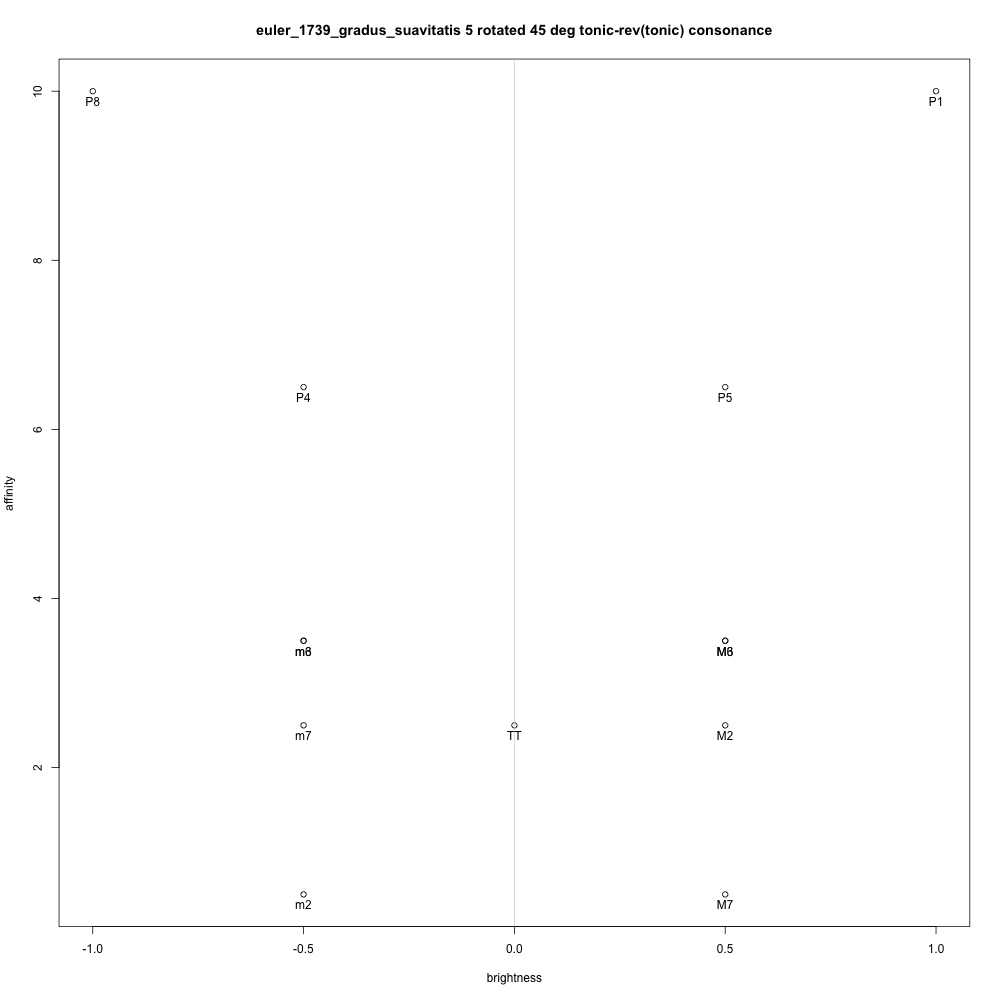 euler_1739_gradus_suavitatis 5 rotated 45 deg tonic-rev(tonic) consonance
10
P8
P1
8
P4
P5
6
affinity
4
m7
TT
M2
2
m2
M7
-1.0
-0.5
0.0
0.5
1.0
brightness